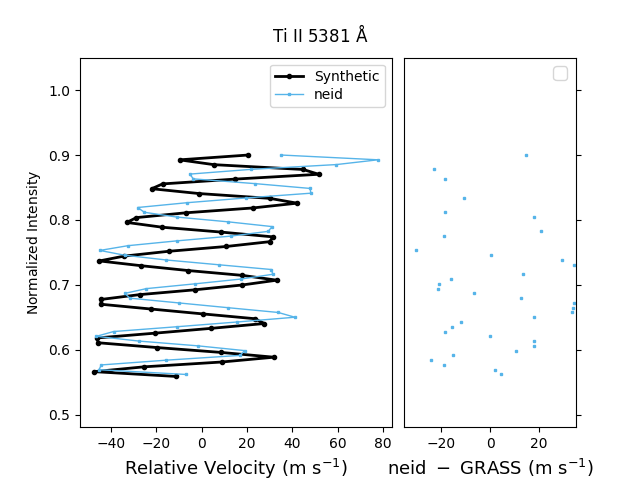 Ti II 5381 Å
Synthetic
neid
1.0
0.9
0.8
0.7
0.6
0.5
Normalized Intensity
−40 −20 0 20 40 60 80
−20 0 20
Relative Velocity (m s⁻¹)
neid − GRASS (m s⁻¹)